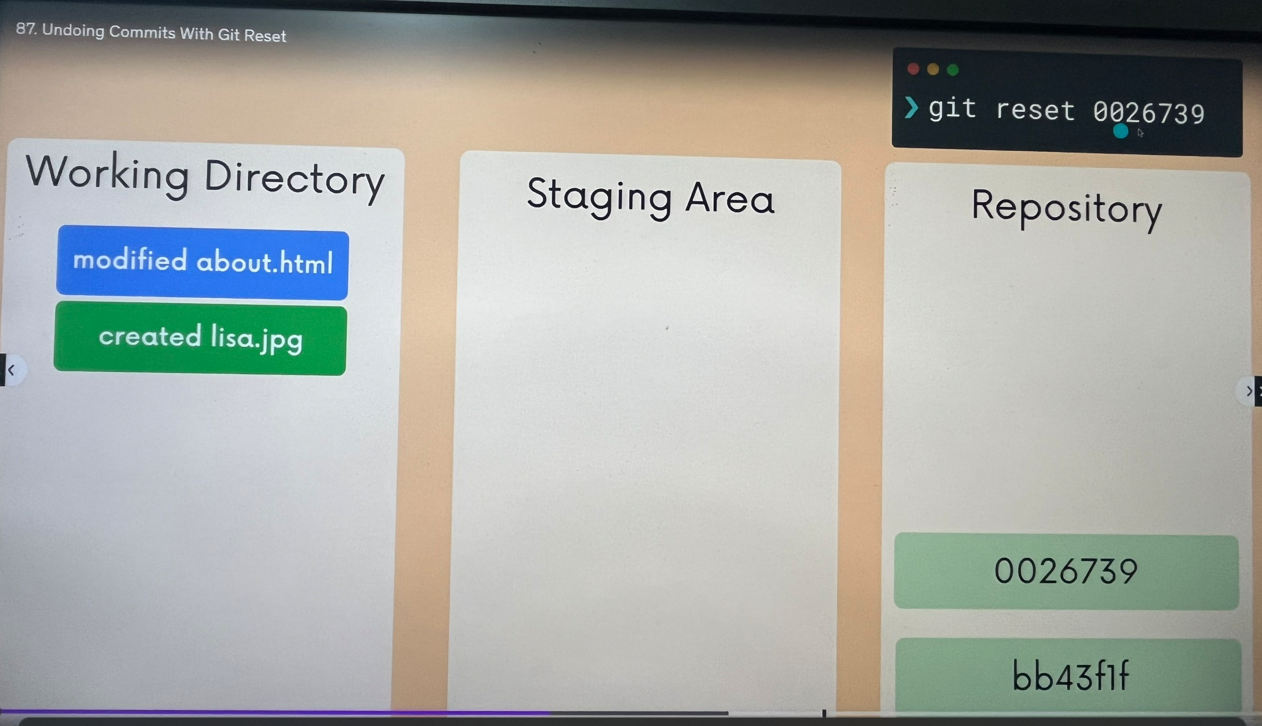 87. Undoing Commits With Git Reset
❯ git reset 0026739
Working Directory
modified about.html
created lisa.jpg
Staging Area
Repository
0026739
bb43f1f